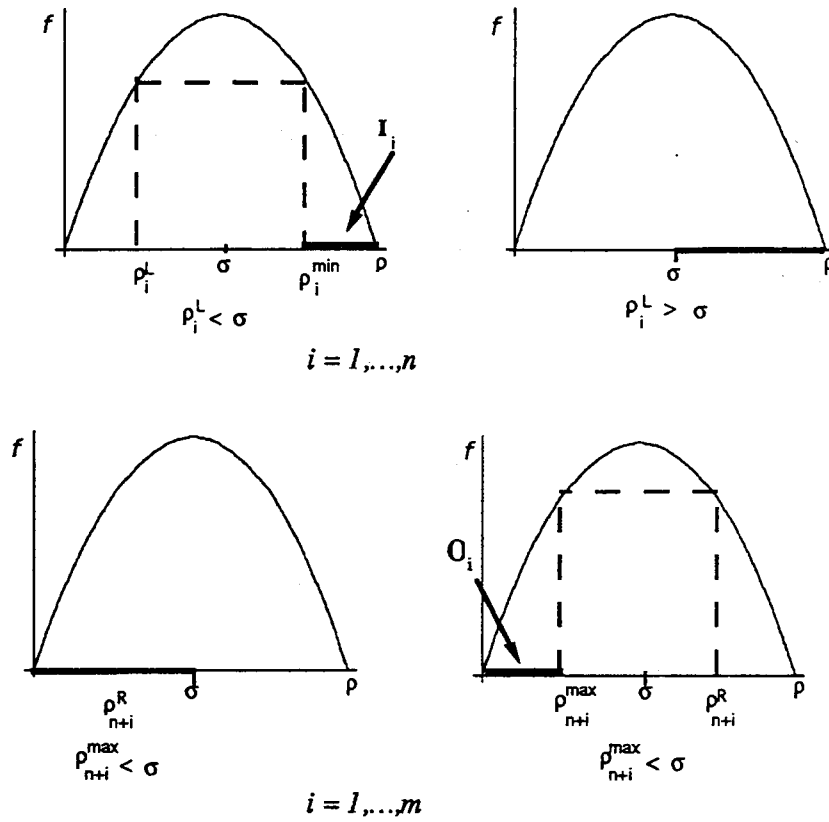 f
f
I_i
ρ_i^L σ ρ_i^min ρ
σ ρ
ρ_i^L < σ
ρ_i^L > σ
i = 1,...,n
f
f
O_i
ρ_{n+i}^R σ ρ
ρ_{n+i}^max σ ρ_{n+i}^R ρ
ρ_{n+i}^max < σ
ρ_{n+i}^max < σ
i = 1,...,m